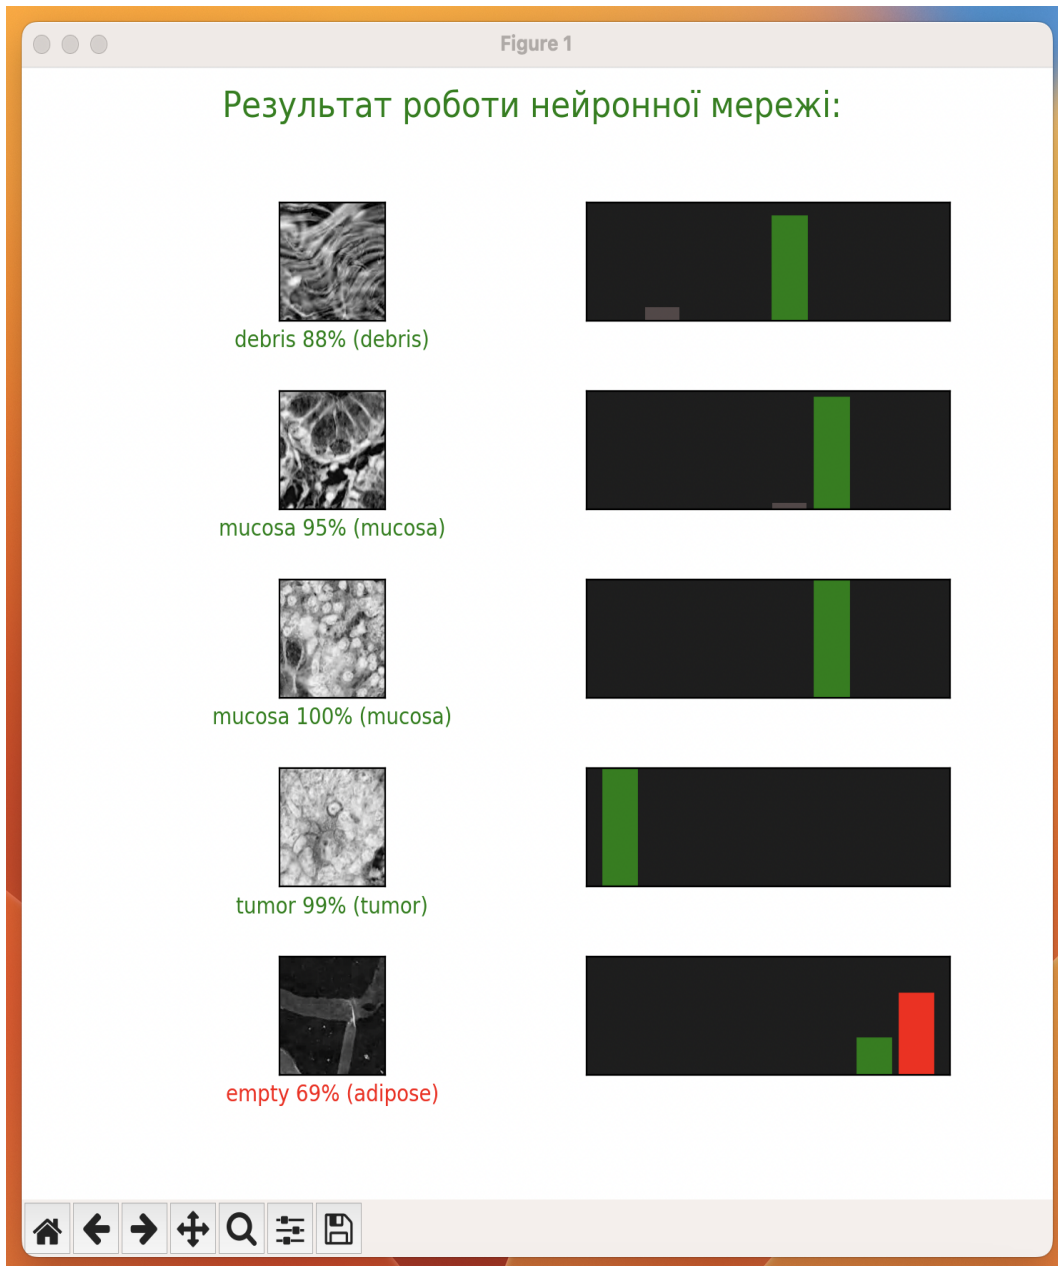 Figure 1
Результат роботи нейронної мережі:
debris 88% (debris)
mucosa 95% (mucosa)
mucosa 100% (mucosa)
tumor 99% (tumor)
empty 69% (adipose)